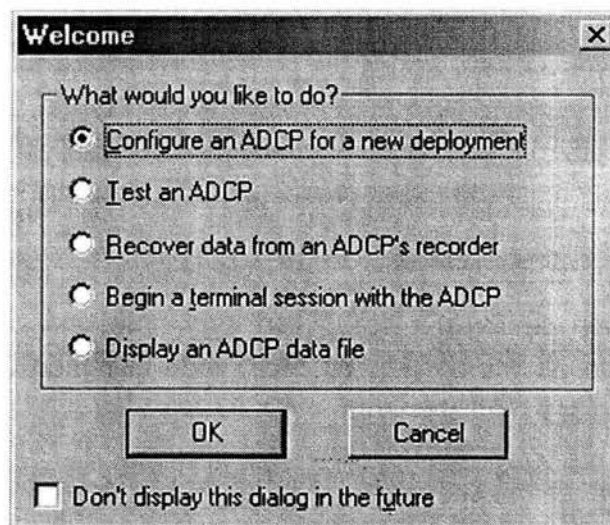 Welcome
What would you like to do?
Configure an ADCP for a new deployment
Test an ADCP
Recover data from an ADCP's recorder
Begin a terminal session with the ADCP
Display an ADCP data file
OK
Cancel
Don't display this dialog in the future